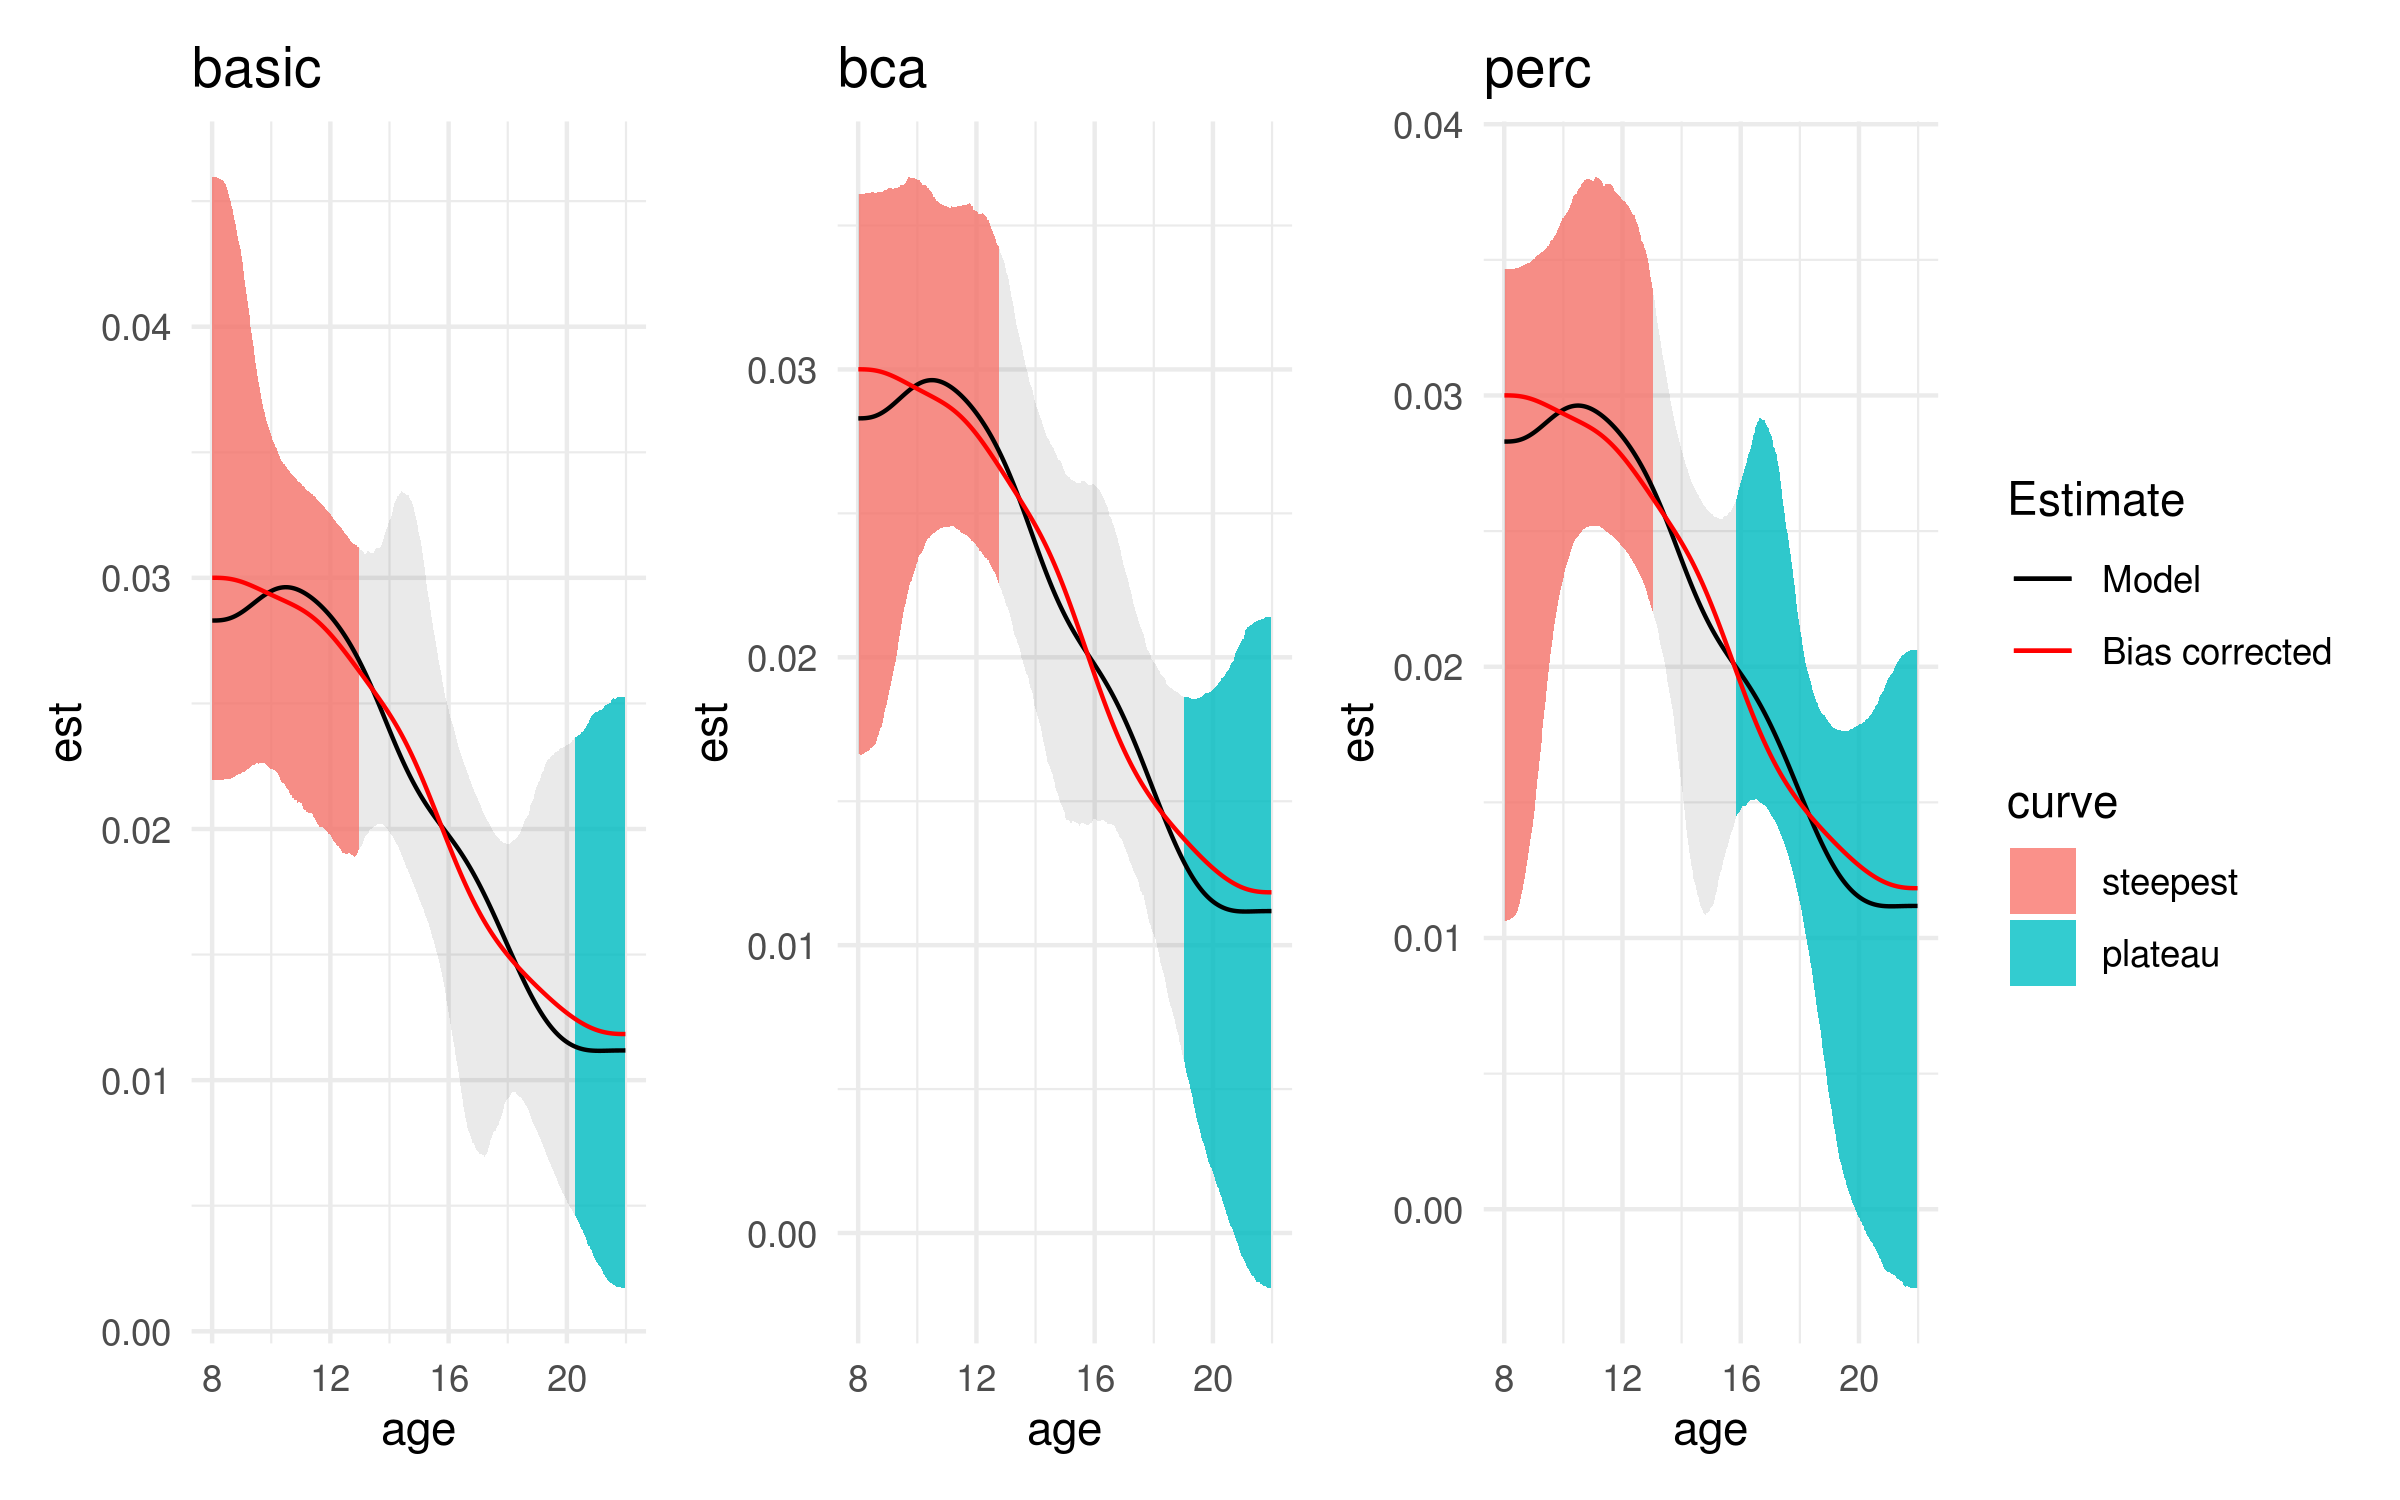 basic
est
0.04
0.03
0.02
0.01
0.00
8 12 16 20
age
bca
est
0.03
0.02
0.01
0.00
8 12 16 20
age
perc
est
0.04
0.03
0.02
0.01
0.00
8 12 16 20
age
Estimate
Model
Bias corrected
curve
steepest
plateau